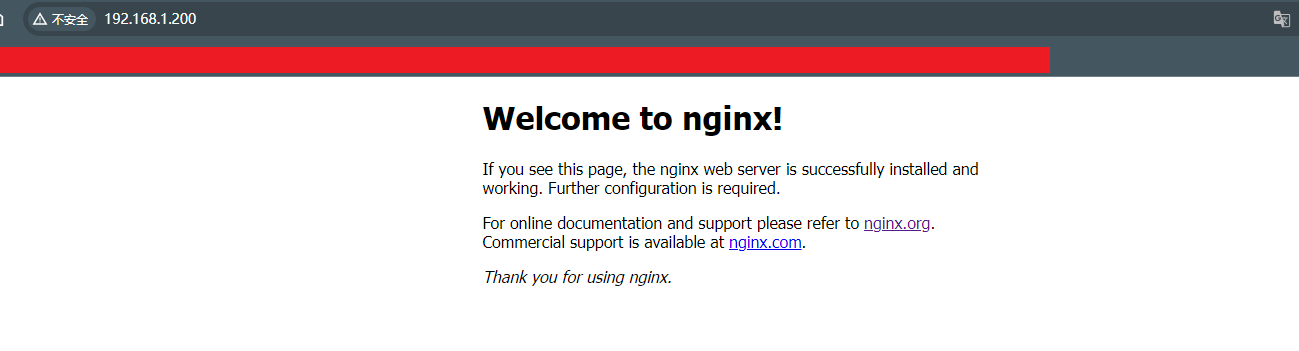 不安全 192.168.1.200
Welcome to nginx!
If you see this page, the nginx web server is successfully installed and
working. Further configuration is required.
For online documentation and support please refer to nginx.org.
Commercial support is available at nginx.com.
Thank you for using nginx.